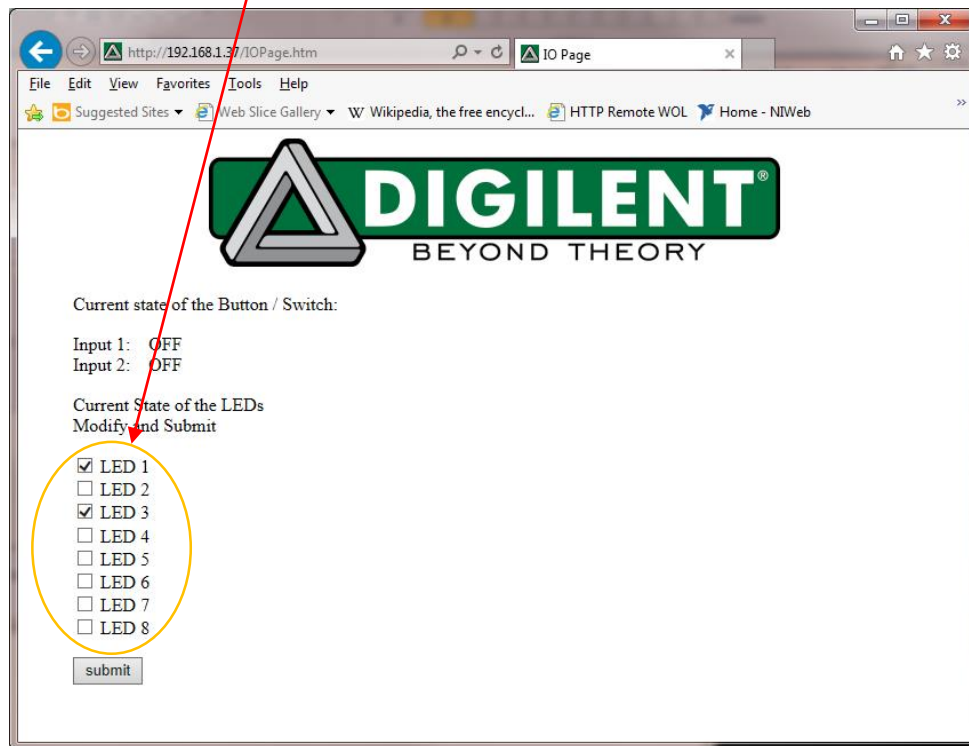 http://192.168.1.37/IOPage.htm
IO Page
File Edit View Favorites Tools Help
Suggested Sites Web Slice Gallery Wikipedia, the free encycl... HTTP Remote WOL Home - NIWeb
DIGILENT®
BEYOND THEORY
Current state of the Button / Switch:
Input 1: OFF
Input 2: OFF
Current State of the LEDs
Modify and Submit
LED 1
LED 2
LED 3
LED 4
LED 5
LED 6
LED 7
LED 8
submit